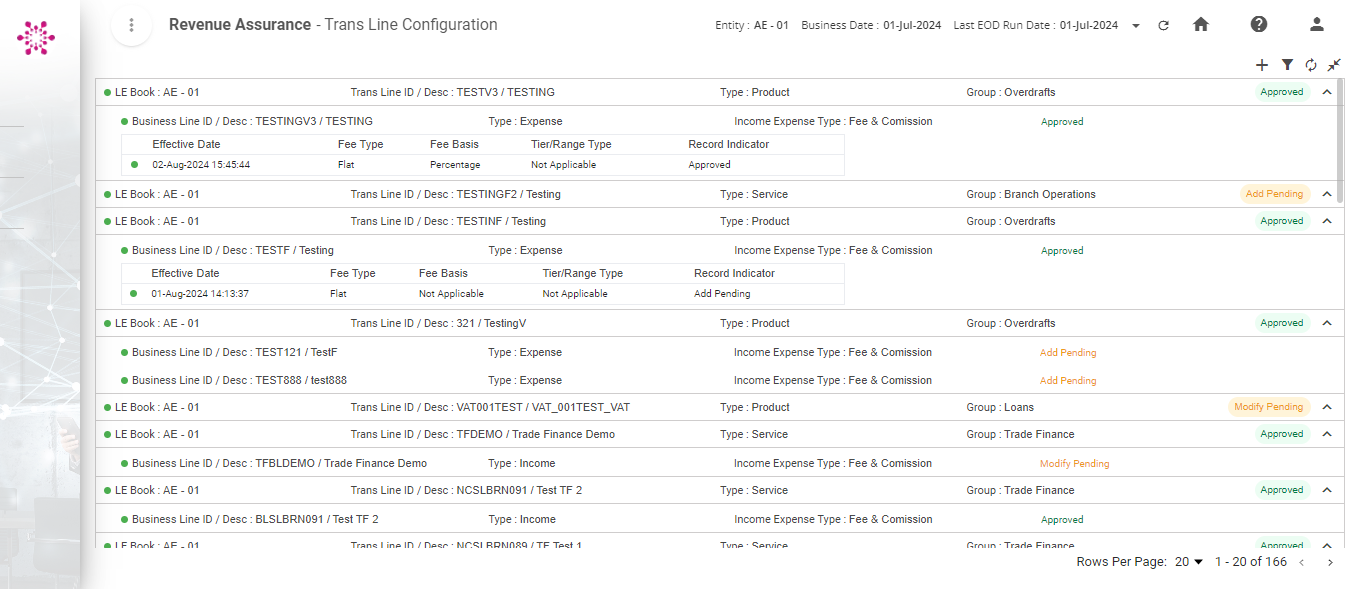 Revenue Assurance - Trans Line Configuration Entity : AE - 01 Business Date : 01-Jul-2024 Last EOD Run Date : 01-Jul-2024
LE Book : AE - 01 Trans Line ID / Desc : TESTV3 / TESTING Type : Product Group : Overdrafts Approved
Business Line ID / Desc : TESTINGV3 / TESTING Type : Expense Income Expense Type : Fee & Comission Approved
Effective Date Fee Type Fee Basis Tier/Range Type Record Indicator
02-Aug-2024 15:45:44 Flat Percentage Not Applicable Approved
LE Book : AE - 01 Trans Line ID / Desc : TESTINGF2 / Testing Type : Service Group : Branch Operations Add Pending
LE Book : AE - 01 Trans Line ID / Desc : TESTINF / Testing Type : Product Group : Overdrafts Approved
Business Line ID / Desc : TESTF / Testing Type : Expense Income Expense Type : Fee & Comission Approved
Effective Date Fee Type Fee Basis Tier/Range Type Record Indicator
01-Aug-2024 14:13:37 Flat Not Applicable Not Applicable Add Pending
LE Book : AE - 01 Trans Line ID / Desc : 321 / TestingV Type : Product Group : Overdrafts Approved
Business Line ID / Desc : TEST121 / TestF Type : Expense Income Expense Type : Fee & Comission Add Pending
Business Line ID / Desc : TEST888 / test888 Type : Expense Income Expense Type : Fee & Comission Add Pending
LE Book : AE - 01 Trans Line ID / Desc : VAT001TEST / VAT_001TEST_VAT Type : Product Group : Loans Modify Pending
LE Book : AE - 01 Trans Line ID / Desc : TFDEMO / Trade Finance Demo Type : Service Group : Trade Finance Approved
Business Line ID / Desc : TFBLDEMO / Trade Finance Demo Type : Income Income Expense Type : Fee & Comission Modify Pending
LE Book : AE - 01 Trans Line ID / Desc : NCSLBRN091 / Test TF 2 Type : Service Group : Trade Finance Approved
Business Line ID / Desc : BLSLBRN091 / Test TF 2 Type : Income Income Expense Type : Fee & Comission Approved
LE Book : AE - 01 Trans Line ID / Desc : NCSLBRN089 / TF Test 1 Type : Service Group : Trade Finance Approved
Rows Per Page: 20 1 - 20 of 166